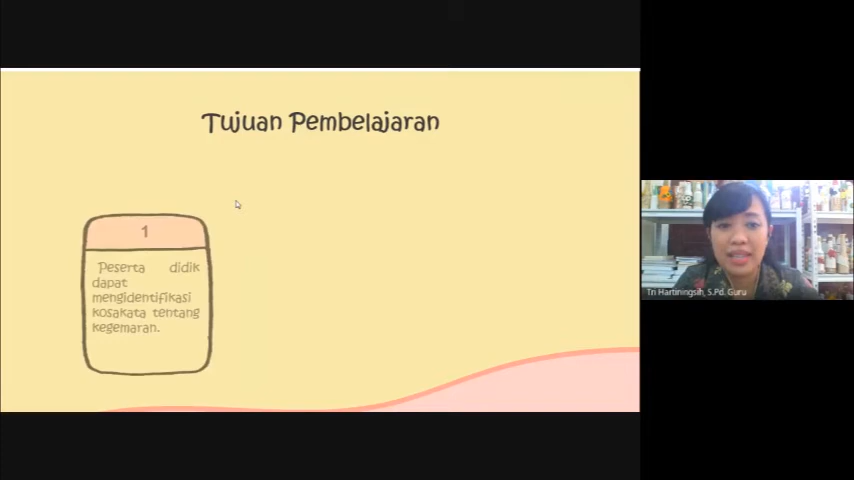 Tujuan Pembelajaran
1
Peserta didik
dapat
mengidentifikasi
kosakata tentang
kegemaran.
Tri Hartiningsih, S.Pd. Guru